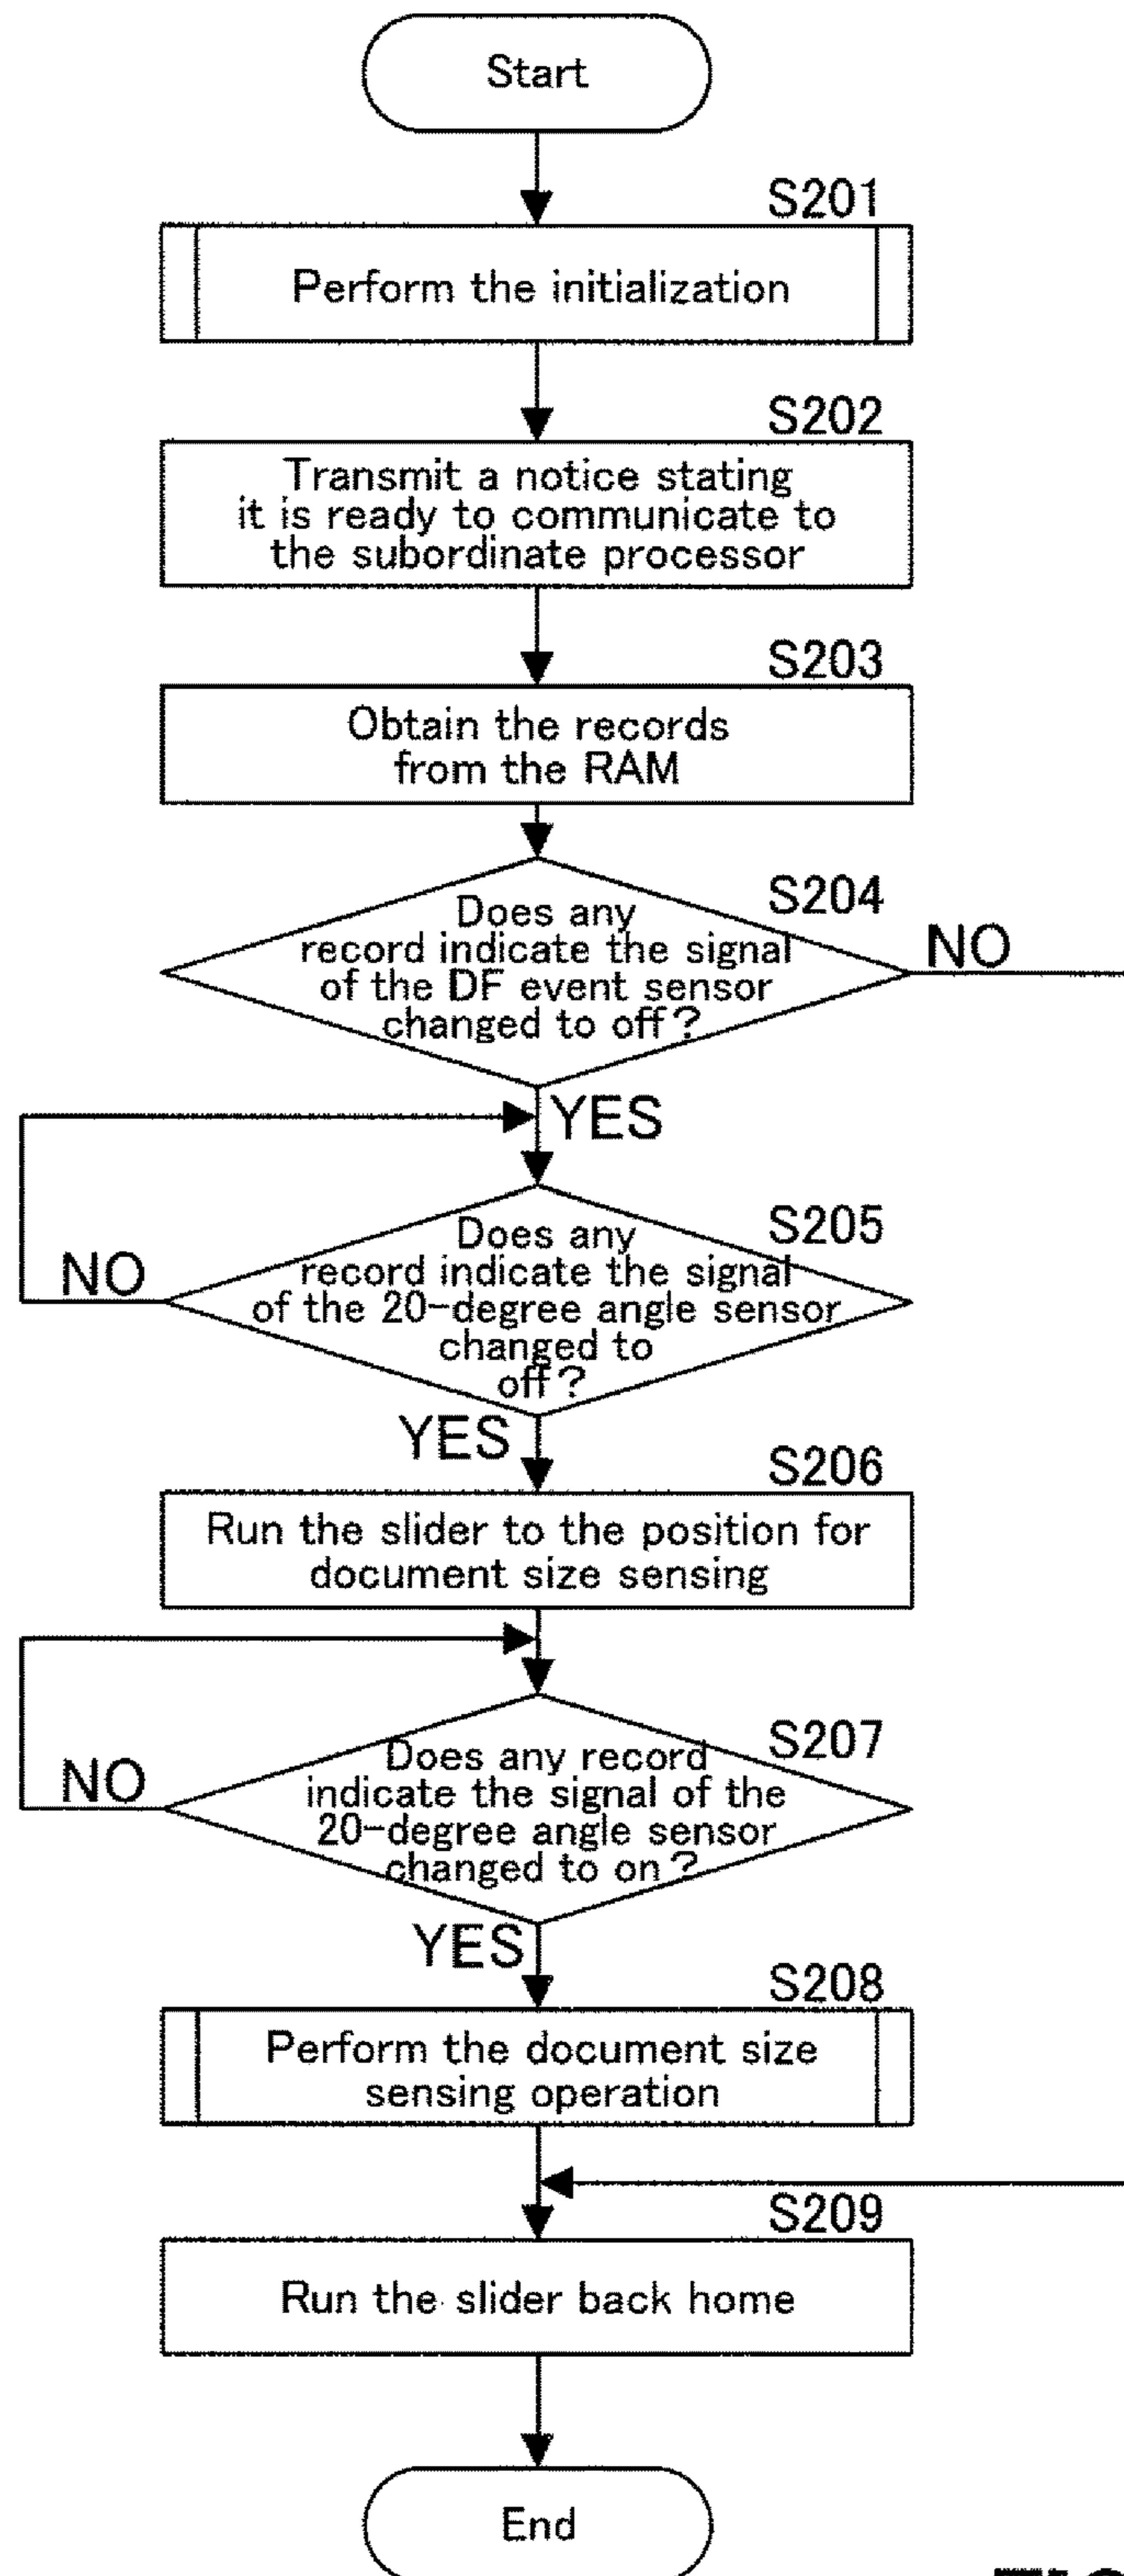 Start
S201
Perform the initialization
S202
Transmit a notice stating
it is ready to communicate to
the subordinate processor
S203
Obtain the records
from the RAM
S204
Does any
record indicate the signal
of the DF event sensor
changed to off?
NO
YES
S205
Does any
record indicate the signal
of the 20-degree angle sensor
changed to
off?
NO
YES
S206
Run the slider to the position for
document size sensing
S207
Does any record
indicate the signal of the
20-degree angle sensor
changed to on?
NO
YES
S208
Perform the document size
sensing operation
S209
Run the slider back home
End